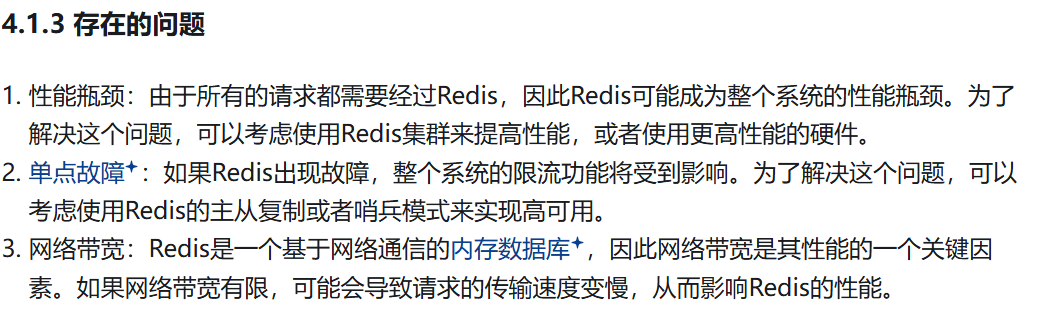 4.1.3 存在的问题
1. 性能瓶颈：由于所有的请求都需要经过Redis，因此Redis可能成为整个系统的性能瓶颈。为了
解决这个问题，可以考虑使用Redis集群来提高性能，或者使用更高性能的硬件。
2. 单点故障：如果Redis出现故障，整个系统的限流功能将受到影响。为了解决这个问题，可以
考虑使用Redis的主从复制或者哨兵模式来实现高可用。
3. 网络带宽：Redis是一个基于网络通信的内存数据库，因此网络带宽是其性能的一个关键因
素。如果网络带宽有限，可能会导致请求的传输速度变慢，从而影响Redis的性能。